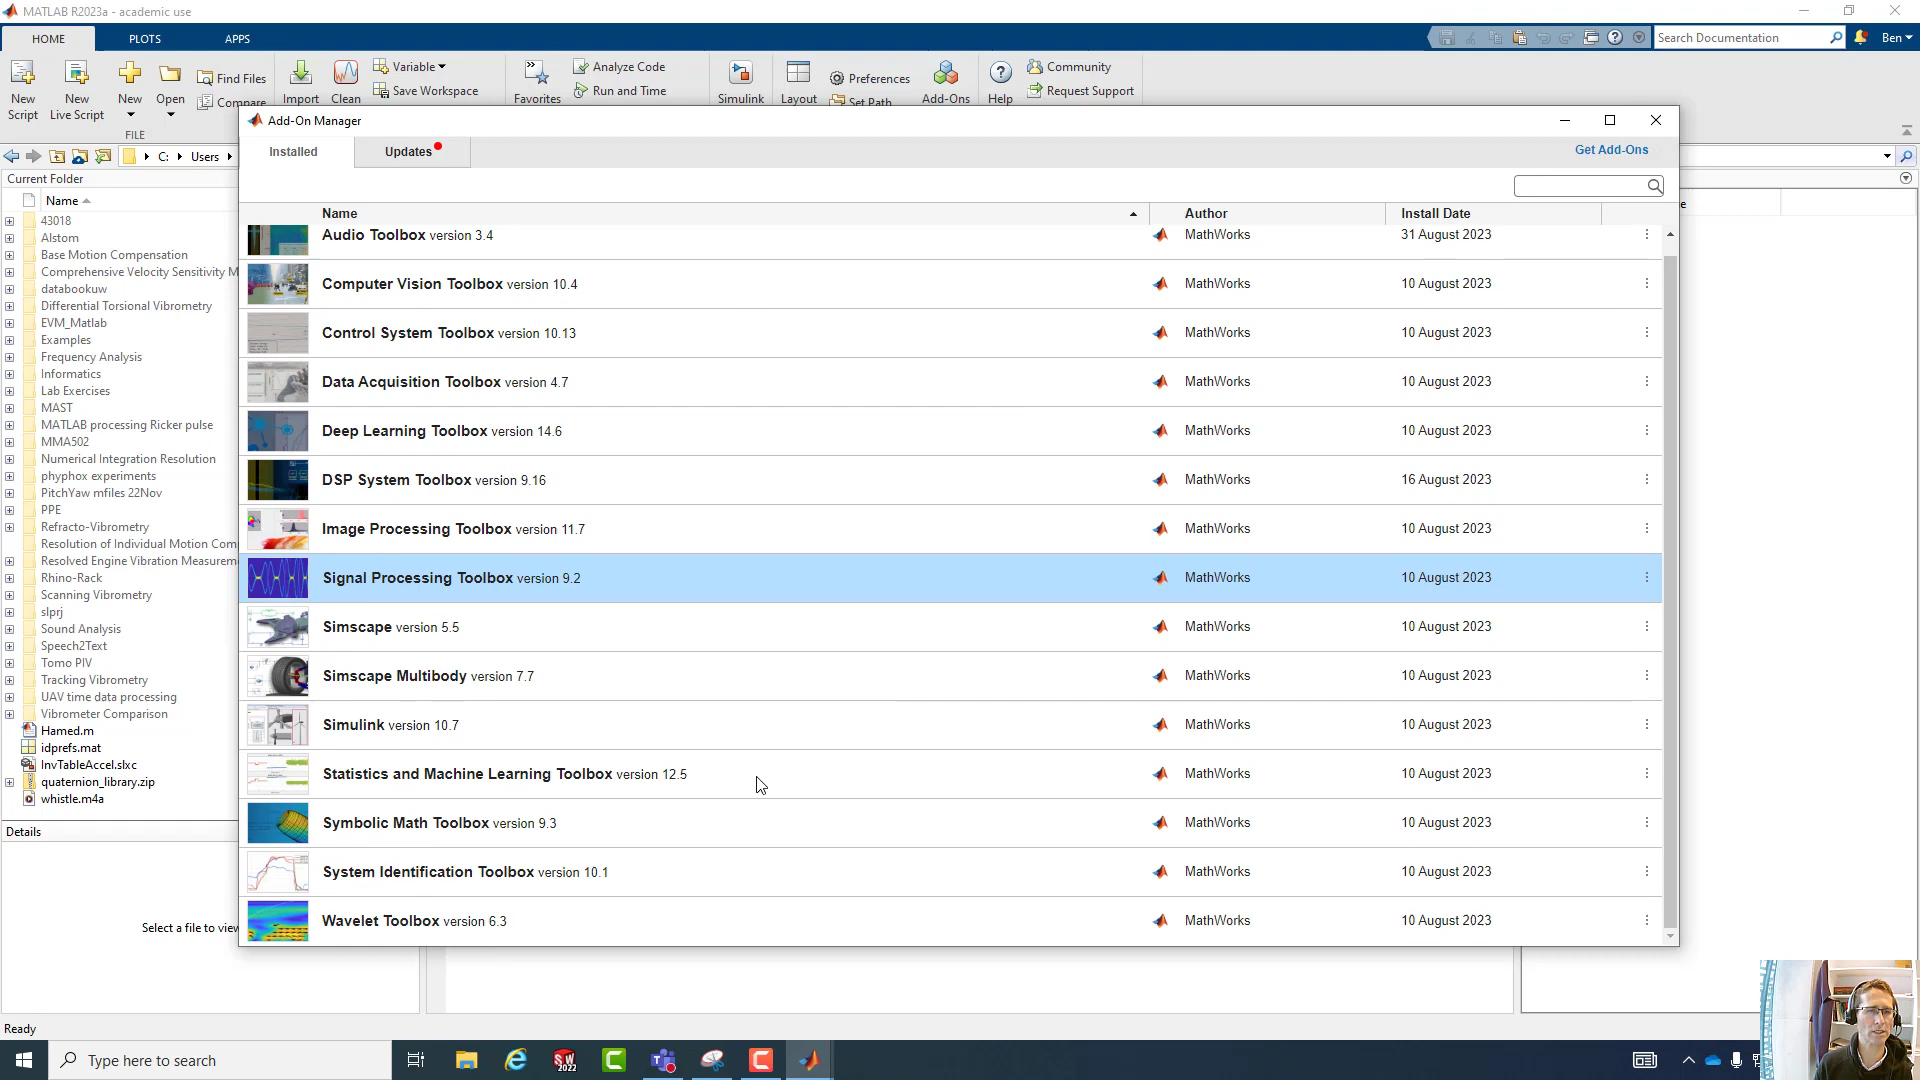 MATLAB R2023a - academic use
HOME PLOTS APPS
Search Documentation
Ben
New Script
New Live Script
New
Open
Find Files
Compare
Import
Clean
Variable
Save Workspace
Favorites
Analyze Code
Run and Time
Simulink
Layout
Preferences
Set Path
Add-Ons
Help
Community
Request Support
FILE
C: Users
Current Folder
Name
43018
Alstom
Base Motion Compensation
Comprehensive Velocity Sensitivity M
databookuw
Differential Torsional Vibrometry
EVM_Matlab
Examples
Frequency Analysis
Informatics
Lab Exercises
MAST
MATLAB processing Ricker pulse
MMA502
Numerical Integration Resolution
phyphox experiments
PitchYaw mfiles 22Nov
PPE
Refracto-Vibrometry
Resolution of Individual Motion Com
Resolved Engine Vibration Measurem
Rhino-Rack
Scanning Vibrometry
slprj
Sound Analysis
Speech2Text
Tomo PIV
Tracking Vibrometry
UAV time data processing
Vibrometer Comparison
Hamed.m
idprefs.mat
InvTableAccel.slxc
quaternion_library.zip
whistle.m4a
Details
Select a file to view
Ready
Add-On Manager
Installed Updates Get Add-Ons
Name Author Install Date
Audio Toolbox version 3.4 MathWorks 31 August 2023
Computer Vision Toolbox version 10.4 MathWorks 10 August 2023
Control System Toolbox version 10.13 MathWorks 10 August 2023
Data Acquisition Toolbox version 4.7 MathWorks 10 August 2023
Deep Learning Toolbox version 14.6 MathWorks 10 August 2023
DSP System Toolbox version 9.16 MathWorks 16 August 2023
Image Processing Toolbox version 11.7 MathWorks 10 August 2023
Signal Processing Toolbox version 9.2 MathWorks 10 August 2023
Simscape version 5.5 MathWorks 10 August 2023
Simscape Multibody version 7.7 MathWorks 10 August 2023
Simulink version 10.7 MathWorks 10 August 2023
Statistics and Machine Learning Toolbox version 12.5 MathWorks 10 August 2023
Symbolic Math Toolbox version 9.3 MathWorks 10 August 2023
System Identification Toolbox version 10.1 MathWorks 10 August 2023
Wavelet Toolbox version 6.3 MathWorks 10 August 2023
Type here to search
SW 2022